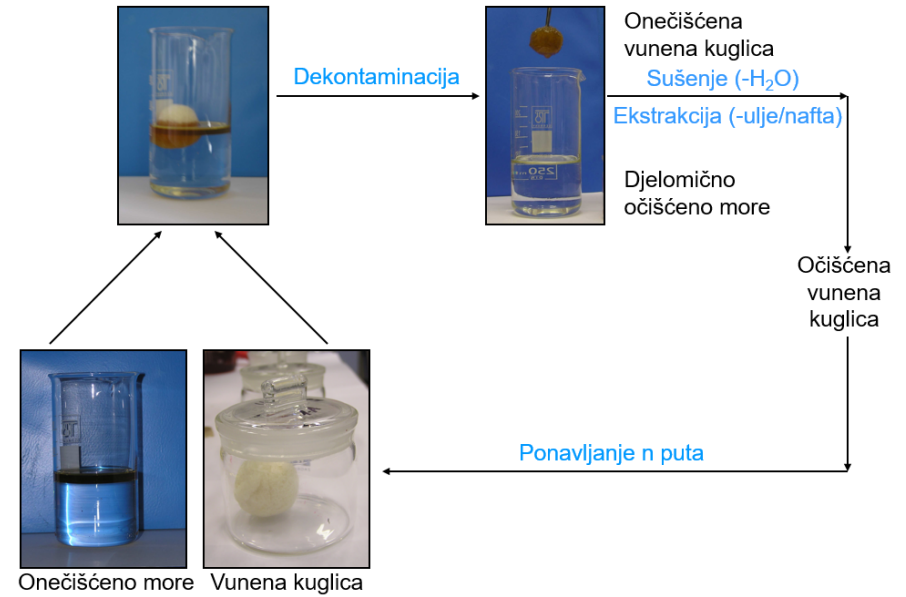 Dekontaminacija
Onečišćena
vunena kuglica
Sušenje (-H₂O)
Ekstrakcija (-ulje/nafta)
Djelomično
očišćeno more
250
Očišćena
vunena
kuglica
Ponavljanje n puta
Onečišćeno more
Vunena kuglica